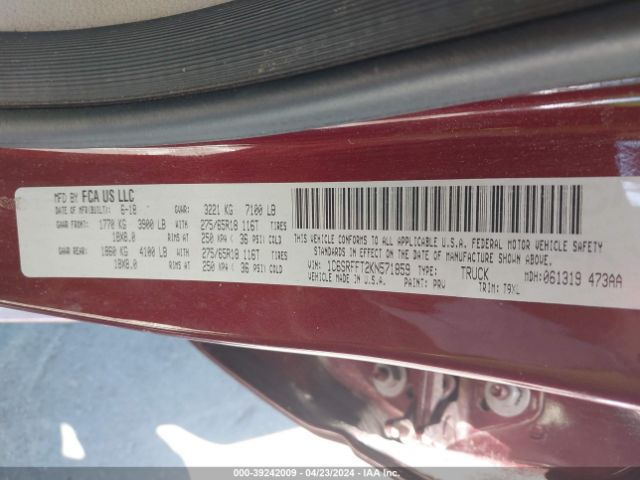 MFD BY FCA US LLC
DATE OF MFR(BUILT): 6-18 GVWR: 3221 KG 7100 LB
GAWR FRONT: 1770 KG 3900 LB WITH 275/65R18 116T TIRES
18X8.0 RIMS AT 250 KPA ( 36 PSI) COLD
GAWR REAR: 1860 KG 4100 LB WITH 275/65R18 116T TIRES
18X8.0 RIMS AT 250 KPA ( 36 PSI) COLD
THIS VEHICLE CONFORMS TO ALL APPLICABLE U.S.A. FEDERAL MOTOR VEHICLE SAFETY
STANDARDS IN EFFECT ON THE DATE OF MANUFACTURE SHOWN ABOVE.
VIN: 1C6SRFFT2KN571859 TYPE: TRUCK MDH:061319 473AA
VEHICLE MADE IN U.S.A. PAINT: PRV TRIM: T9XL
000-39242009 - 04/23/2024 - IAAI.COM